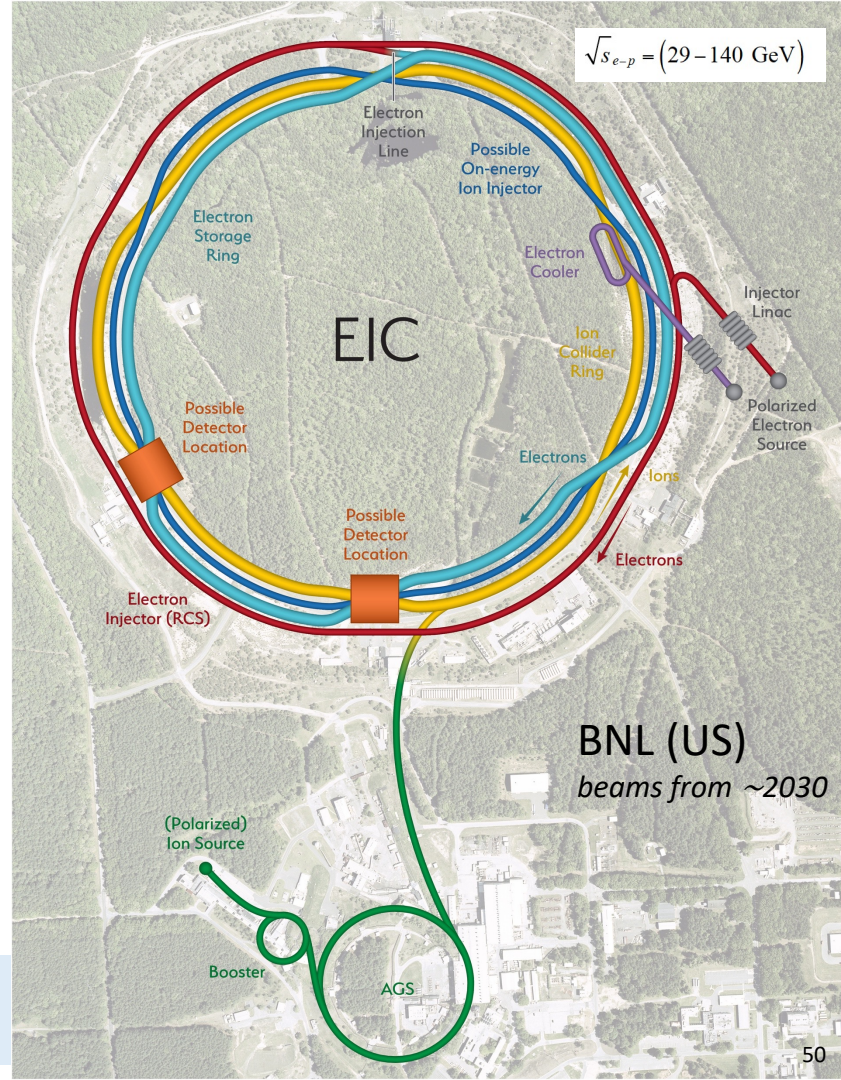 √s e−p = (29 – 140 GeV)
Electron
Injection
Line
Possible
On-energy
Ion Injector
Electron
Storage
Ring
Electron
Cooler
Injector
Linac
EIC
Ion
Collider
Ring
Polarized
Electron
Source
Possible
Detector
Location
Electrons
Ions
Possible
Detector
Location
Electrons
Electron
Injector (RCS)
BNL (US)
beams from ~2030
(Polarized)
Ion Source
Booster
AGS
50